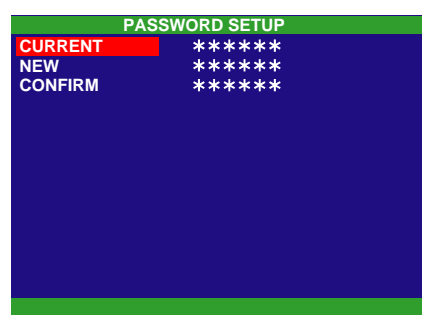 PASSWORD SETUP
CURRENT ******
NEW ******
CONFIRM ******